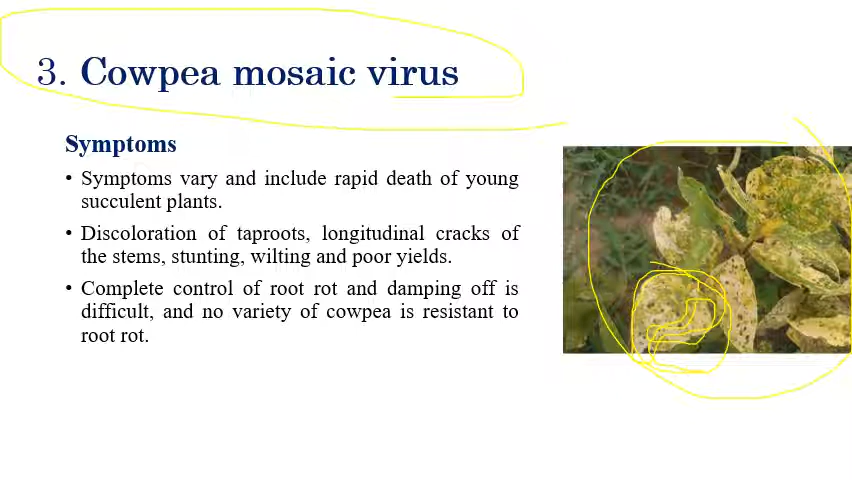 3. Cowpea mosaic virus
Symptoms
• Symptoms vary and include rapid death of young
succulent plants.
• Discoloration of taproots, longitudinal cracks of
the stems, stunting, wilting and poor yields.
• Complete control of root rot and damping off is
difficult, and no variety of cowpea is resistant to
root rot.